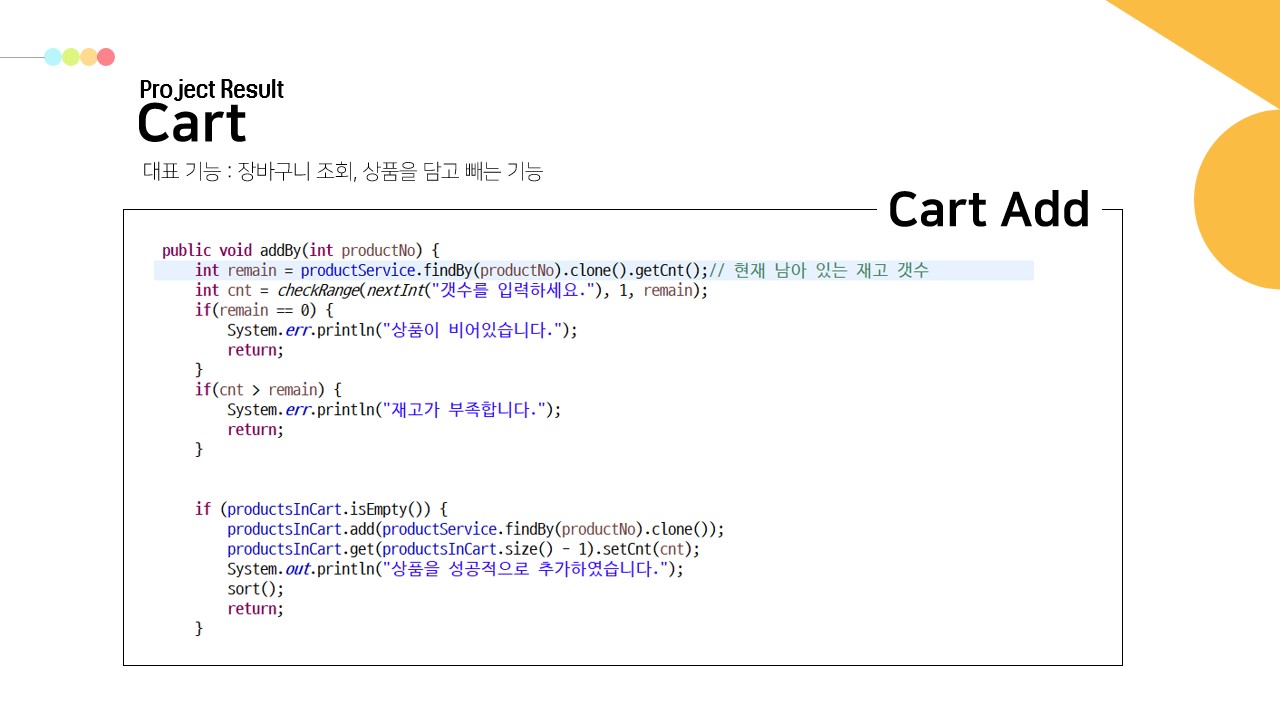 Project Result
Cart
대표 기능 : 장바구니 조회, 상품을 담고 빼는 기능
Cart Add
public void addBy(int productNo) {
int remain = productService.findBy(productNo).clone().getCnt();// 현재 남아 있는 재고 갯수
int cnt = checkRange(nextInt("갯수를 입력하세요."), 1, remain);
if(remain == 0) {
System.err.println("상품이 비어있습니다.");
return;
}
if(cnt > remain) {
System.err.println("재고가 부족합니다.");
return;
}
if (productsInCart.isEmpty()) {
productsInCart.add(productService.findBy(productNo).clone());
productsInCart.get(productsInCart.size() - 1).setCnt(cnt);
System.out.println("상품을 성공적으로 추가하였습니다.");
sort();
return;
}